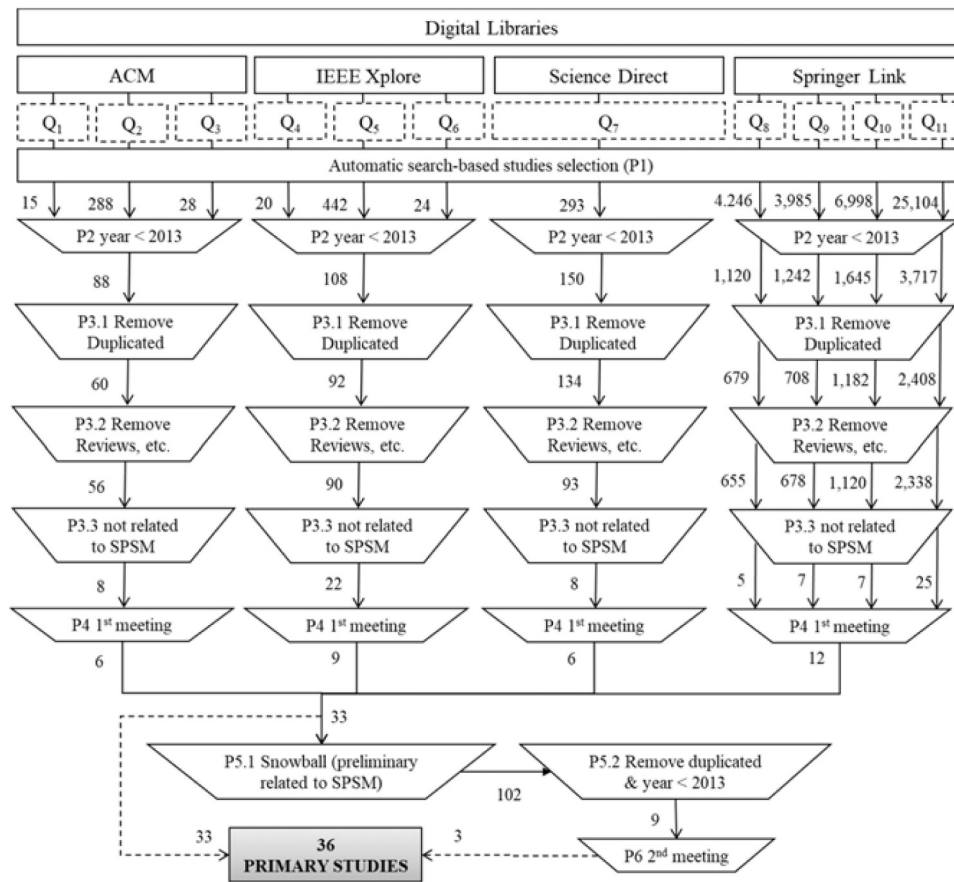 Digital Libraries
ACM IEEE Xplore Science Direct Springer Link
Q1 Q2 Q3 Q4 Q5 Q6 Q7 Q8 Q9 Q10 Q11
Automatic search-based studies selection (P1)
15 288 28 20 442 24 293 4.246 3,985 6,998 25,104
P2 year < 2013 P2 year < 2013 P2 year < 2013 P2 year < 2013
88 108 150 1,120 1,242 1,645 3,717
P3.1 Remove P3.1 Remove P3.1 Remove P3.1 Remove
Duplicated Duplicated Duplicated Duplicated
60 92 134 679 708 1,182 2,408
P3.2 Remove P3.2 Remove P3.2 Remove P3.2 Remove
Reviews, etc. Reviews, etc. Reviews, etc. Reviews, etc.
56 90 93 655 678 1,120 2,338
P3.3 not related P3.3 not related P3.3 not related P3.3 not related
to SPSM to SPSM to SPSM to SPSM
8 22 8 5 7 7 25
P4 1st meeting P4 1st meeting P4 1st meeting P4 1st meeting
6 9 6 12
33
P5.1 Snowball (preliminary P5.2 Remove duplicated
related to SPSM) & year < 2013
102
9
33 36 3 P6 2nd meeting
PRIMARY STUDIES